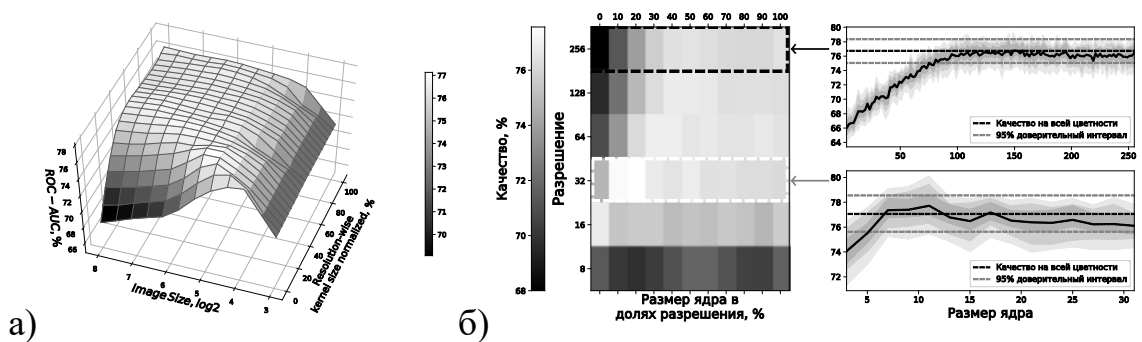 78
76
74
72
70
68
66
ROC − AUC, %
8
7
6
5
4
3
Image Size, log2
100
80
60
40
20
0
Resolution-wise
kernel size normalized, %
77
76
75
74
73
72
71
70
а)
76
74
72
70
68
Качество, %
0 10 20 30 40 50 60 70 80 90 100
256
128
64
32
16
8
Разрешение
Размер ядра в
долях разрешения, %
б)
80
78
76
74
72
70
68
66
64
Качество на всей цветности
95% доверительный интервал
50 100 150 200 250
80
78
76
74
72
Качество на всей цветности
95% доверительный интервал
5 10 15 20 25 30
Размер ядра